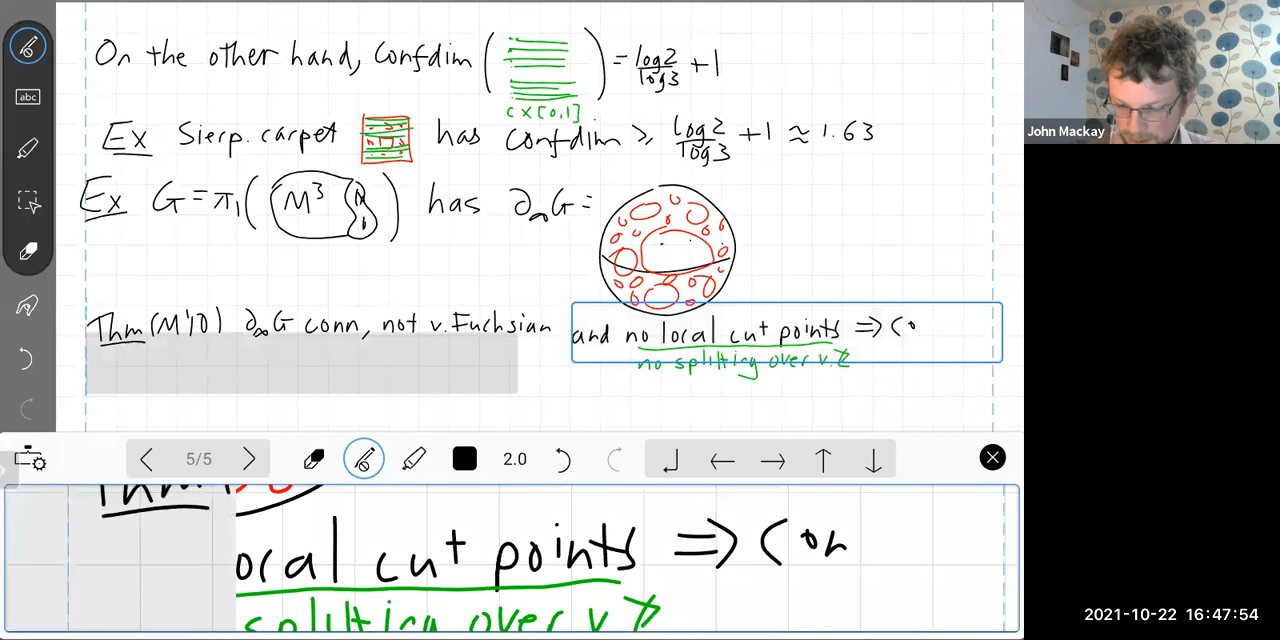 On the other hand, Confdim ( ) = log2/log3 + 1
C × [0,1]
Ex Sierp. carpet has confdim ≥ log2/log3 + 1 ≈ 1.63
Ex G = π₁( M³ ) has ∂∞G =
Thm (M'10) ∂∞G conn, not v. Fuchsian and no local cut points ⇒ Co
no splitting over v. ℤ
abc
5/5
2.0
Thm
ocal cut points ⇒ Con
splitting over v. ℤ
John Mackay
2021-10-22 16:47:54